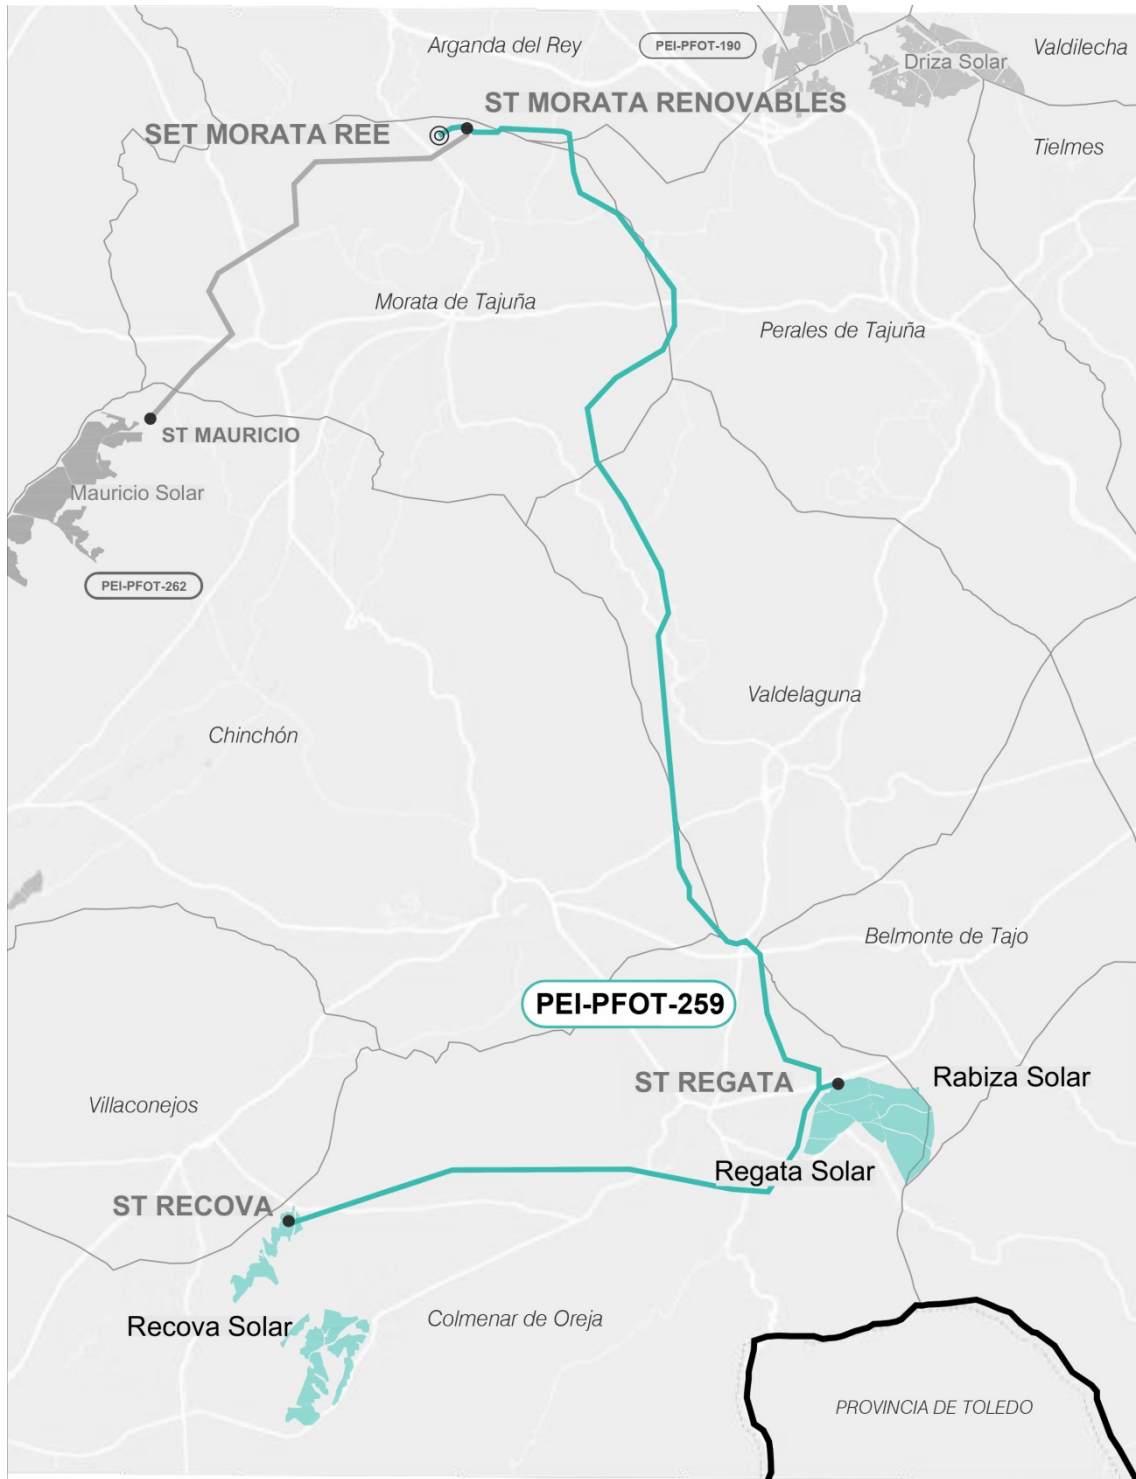 Arganda del Rey
PEI-PFOT-190
Valdilecha
Driza Solar
ST MORATA RENOVABLES
SET MORATA REE
Tielmes
Morata de Tajuña
Perales de Tajuña
ST MAURICIO
Mauricio Solar
PEI-PFOT-262
Valdelaguna
Chinchón
Belmonte de Tajo
PEI-PFOT-259
ST REGATA
Rabiza Solar
Villaconejos
Regata Solar
ST RECOVA
Recova Solar
Colmenar de Oreja
PROVINCIA DE TOLEDO